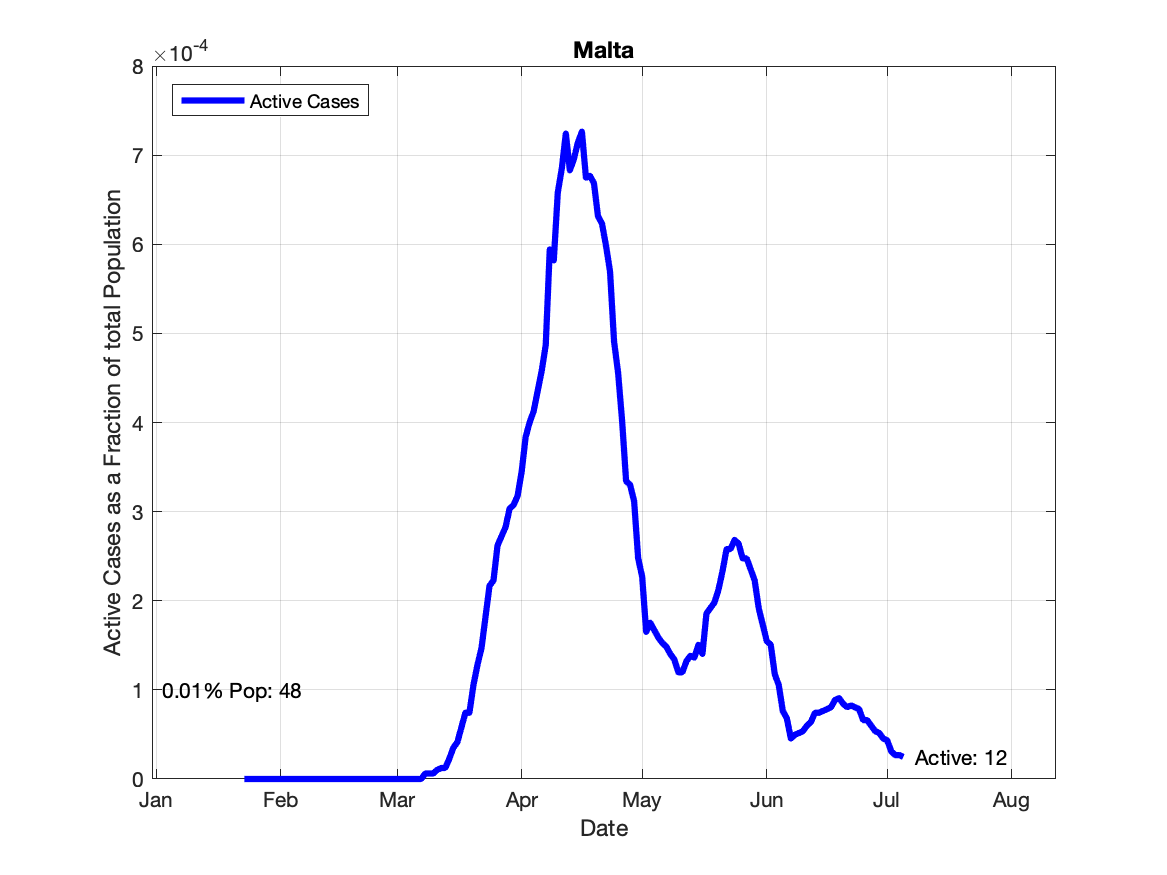 Malta
×10-4
8
7
6
5
4
3
2
1
0
Active Cases as a Fraction of total Population
Active Cases
0.01% Pop: 48
Active: 12
Jan Feb Mar Apr May Jun Jul Aug
Date